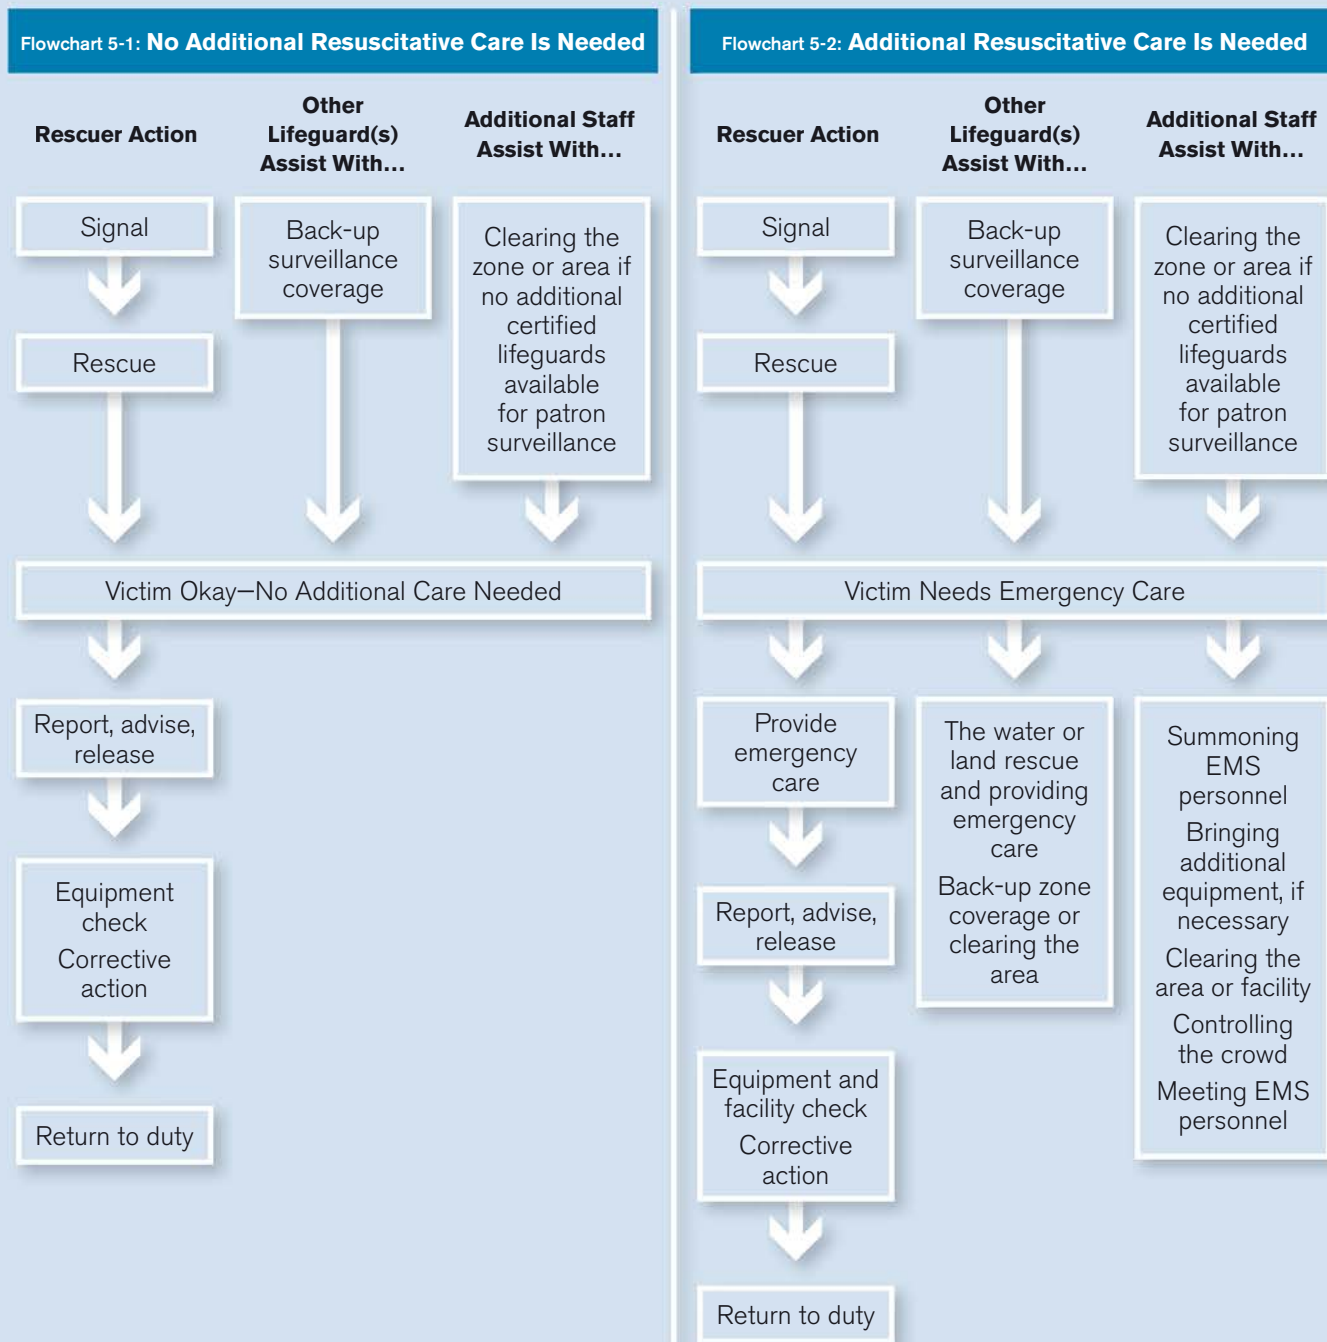 Flowchart 5-1: No Additional Resuscitative Care Is Needed
Rescuer Action
Other
Lifeguard(s)
Assist With...
Additional Staff
Assist With...
Signal
Rescue
Back-up
surveillance
coverage
Clearing the
zone or area if
no additional
certified
lifeguards
available
for patron
surveillance
Victim Okay—No Additional Care Needed
Report, advise,
release
Equipment
check
Corrective
action
Return to duty
Flowchart 5-2: Additional Resuscitative Care Is Needed
Rescuer Action
Other
Lifeguard(s)
Assist With...
Additional Staff
Assist With...
Signal
Rescue
Back-up
surveillance
coverage
Clearing the
zone or area if
no additional
certified
lifeguards
available
for patron
surveillance
Victim Needs Emergency Care
Provide
emergency
care
Report, advise,
release
Equipment and
facility check
Corrective
action
Return to duty
The water or
land rescue
and providing
emergency
care
Back-up zone
coverage or
clearing the
area
Summoning
EMS
personnel
Bringing
additional
equipment, if
necessary
Clearing the
area or facility
Controlling
the crowd
Meeting EMS
personnel